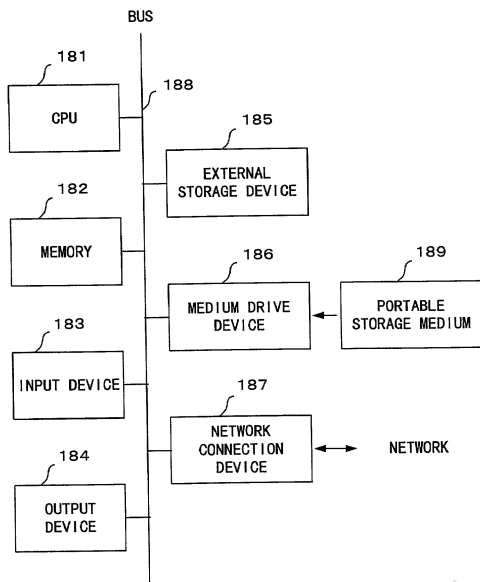 BUS
181
CPU
188
185
EXTERNAL
STORAGE DEVICE
182
MEMORY
186
MEDIUM DRIVE
DEVICE
189
PORTABLE
STORAGE MEDIUM
183
INPUT DEVICE
187
NETWORK
CONNECTION
DEVICE
NETWORK
184
OUTPUT
DEVICE